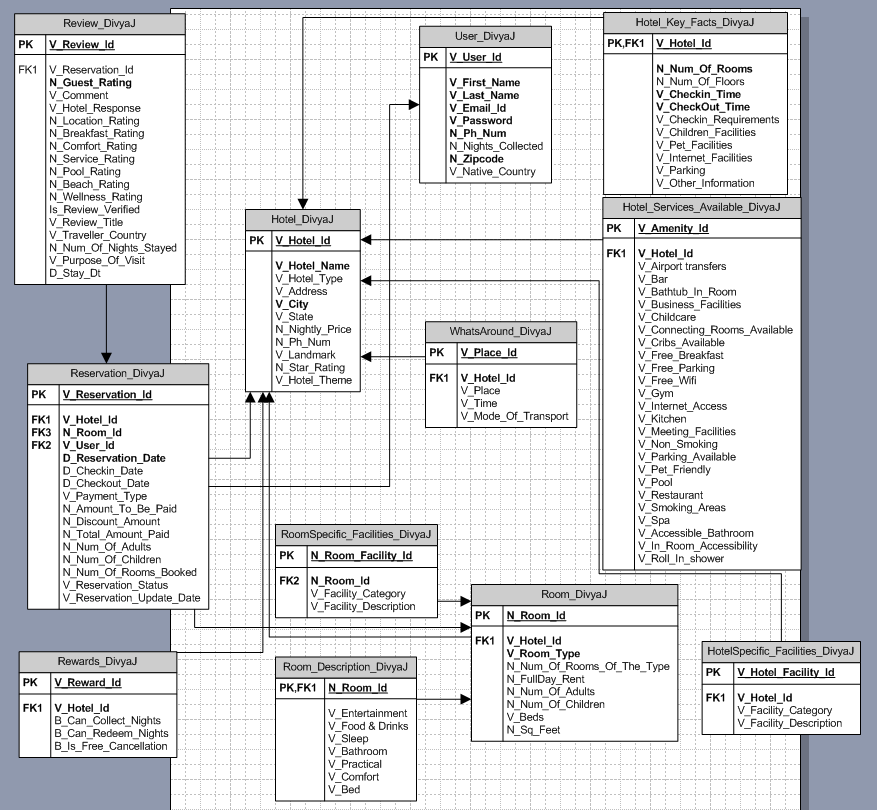 Review_DivyaJ
PK V_Review_Id
FK1 V_Reservation_Id
N_Guest_Rating
V_Comment
V_Hotel_Response
N_Location_Rating
N_Breakfast_Rating
N_Comfort_Rating
N_Service_Rating
N_Pool_Rating
N_Beach_Rating
N_Wellness_Rating
Is_Review_Verified
V_Review_Title
V_Traveller_Country
N_Num_Of_Nights_Stayed
V_Purpose_Of_Visit
D_Stay_Dt
User_DivyaJ
PK V_User_Id
V_First_Name
V_Last_Name
V_Email_Id
V_Password
N_Ph_Num
N_Nights_Collected
N_Zipcode
V_Native_Country
Hotel_Key_Facts_DivyaJ
PK,FK1 V_Hotel_Id
N_Num_Of_Rooms
N_Num_Of_Floors
V_Checkin_Time
V_CheckOut_Time
V_Checkin_Requirements
V_Children_Facilities
V_Pet_Facilities
V_Internet_Facilities
V_Parking
V_Other_Information
Hotel_DivyaJ
PK V_Hotel_Id
V_Hotel_Name
V_Hotel_Type
V_Address
V_City
V_State
N_Nightly_Price
N_Ph_Num
V_Landmark
N_Star_Rating
V_Hotel_Theme
Hotel_Services_Available_DivyaJ
PK V_Amenity_Id
FK1 V_Hotel_Id
V_Airport transfers
V_Bar
V_Bathtub_In_Room
V_Business_Facilities
V_Childcare
V_Connecting_Rooms_Available
V_Cribs_Available
V_Free_Breakfast
V_Free_Parking
V_Free_Wifi
V_Gym
V_Internet_Access
V_Kitchen
V_Meeting_Facilities
V_Non_Smoking
V_Parking_Available
V_Pet_Friendly
V_Pool
V_Restaurant
V_Smoking_Areas
V_Spa
V_Accessible_Bathroom
V_In_Room_Accessibility
V_Roll_In_shower
WhatsAround_DivyaJ
PK V_Place_Id
FK1 V_Hotel_Id
V_Place
V_Time
V_Mode_Of_Transport
Reservation_DivyaJ
PK V_Reservation_Id
FK1 V_Hotel_Id
FK3 N_Room_Id
FK2 V_User_Id
D_Reservation_Date
D_Checkin_Date
D_Checkout_Date
V_Payment_Type
N_Amount_To_Be_Paid
N_Discount_Amount
N_Total_Amount_Paid
N_Num_Of_Adults
N_Num_Of_Children
N_Num_Of_Rooms_Booked
V_Reservation_Status
V_Reservation_Update_Date
RoomSpecific_Facilities_DivyaJ
PK N_Room_Facility_Id
FK2 N_Room_Id
V_Facility_Category
V_Facility_Description
Room_DivyaJ
PK N_Room_Id
FK1 V_Hotel_Id
V_Room_Type
N_Num_Of_Rooms_Of_The_Type
N_FullDay_Rent
N_Num_Of_Adults
N_Num_Of_Children
V_Beds
N_Sq_Feet
Rewards_DivyaJ
PK V_Reward_Id
FK1 V_Hotel_Id
B_Can_Collect_Nights
B_Can_Redeem_Nights
B_Is_Free_Cancellation
Room_Description_DivyaJ
PK,FK1 N_Room_Id
V_Entertainment
V_Food & Drinks
V_Sleep
V_Bathroom
V_Practical
V_Comfort
V_Bed
HotelSpecific_Facilities_DivyaJ
PK V_Hotel_Facility_Id
FK1 V_Hotel_Id
V_Facility_Category
V_Facility_Description